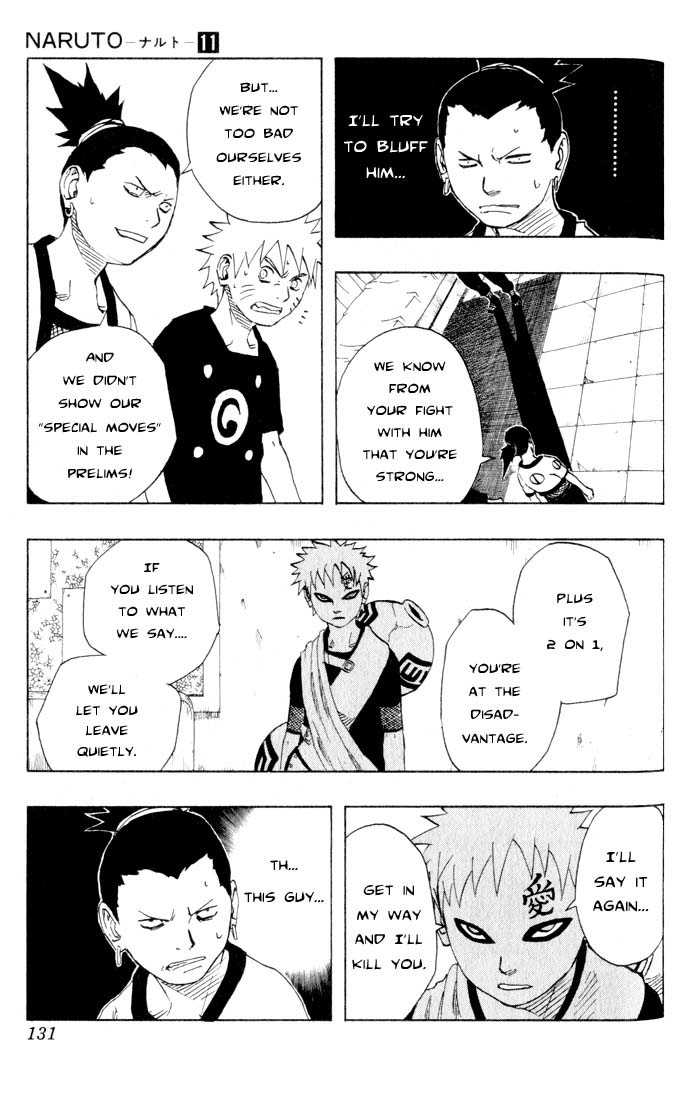 NARUTO -ナルト- 11
I'LL TRY
TO BLUFF
HIM...
WE KNOW
FROM
YOUR FIGHT
WITH HIM
THAT YOU'RE
STRONG...
BUT...
WE'RE NOT
TOO BAD
OURSELVES
EITHER.
AND
WE DIDN'T
SHOW OUR
"SPECIAL MOVES"
IN THE
PRELIMS!
PLUS
IT'S
2 ON 1,
YOU'RE
AT THE
DISAD-
VANTAGE.
IF
YOU LISTEN
TO WHAT
WE SAY....
WE'LL
LET YOU
LEAVE
QUIETLY.
I'LL
SAY IT
AGAIN...
愛
GET IN
MY WAY
AND I'LL
KILL YOU.
TH...
THIS GUY...
131